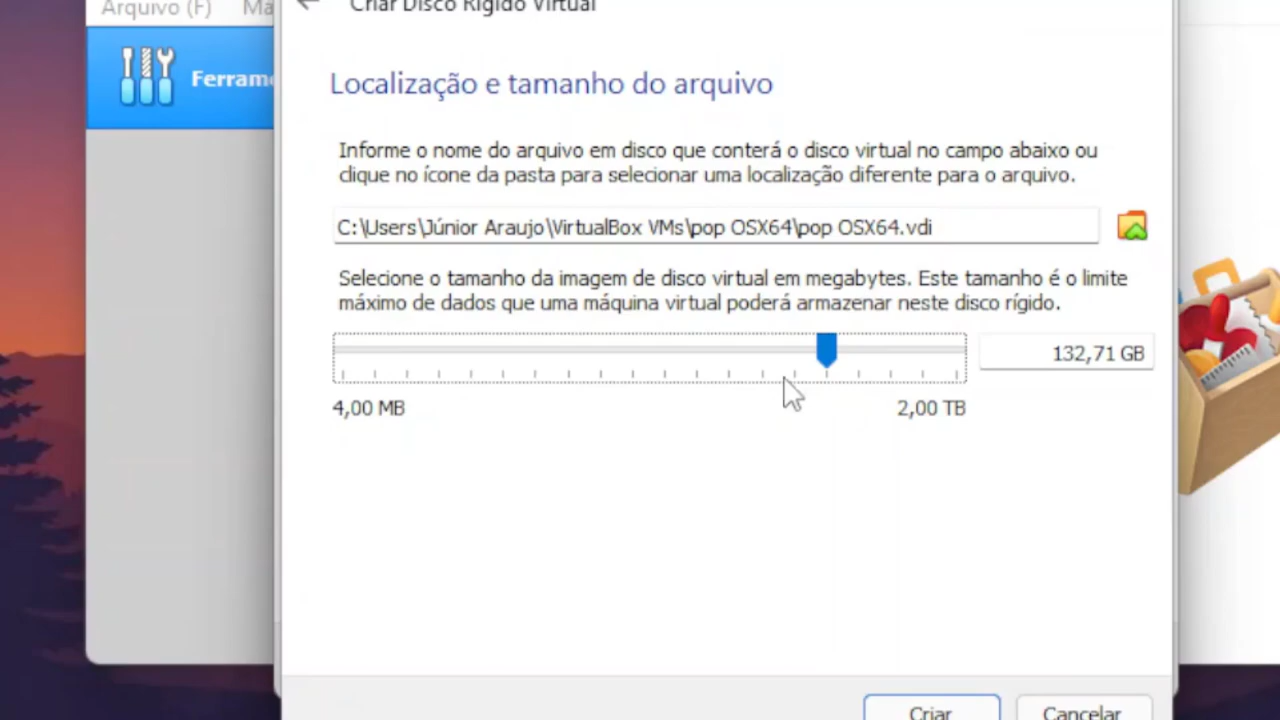 Arquivo (F)
Criar Disco Rígido Virtual
Localização e tamanho do arquivo
Informe o nome do arquivo em disco que conterá o disco virtual no campo abaixo ou
clique no ícone da pasta para selecionar uma localização diferente para o arquivo.
C:\Users\Júnior Araujo\VirtualBox VMs\pop OSX64\pop OSX64.vdi
Selecione o tamanho da imagem de disco virtual em megabytes. Este tamanho é o limite
máximo de dados que uma máquina virtual poderá armazenar neste disco rígido.
132,71 GB
4,00 MB
2,00 TB
Criar
Cancelar